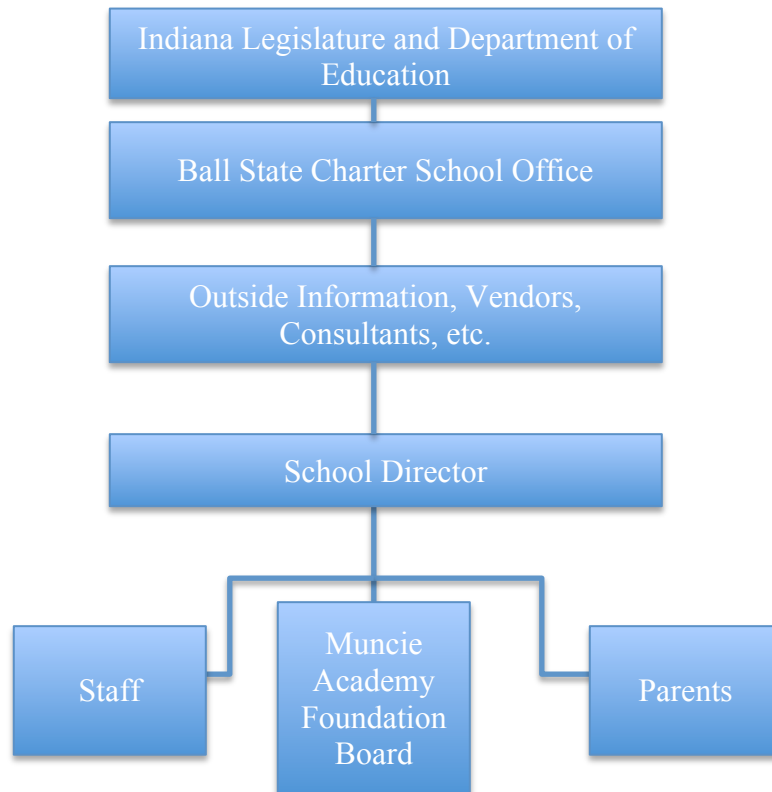 Indiana Legislature and Department of
Education
Ball State Charter School Office
Outside Information, Vendors,
Consultants, etc.
School Director
Staff
Muncie
Academy
Foundation
Board
Parents